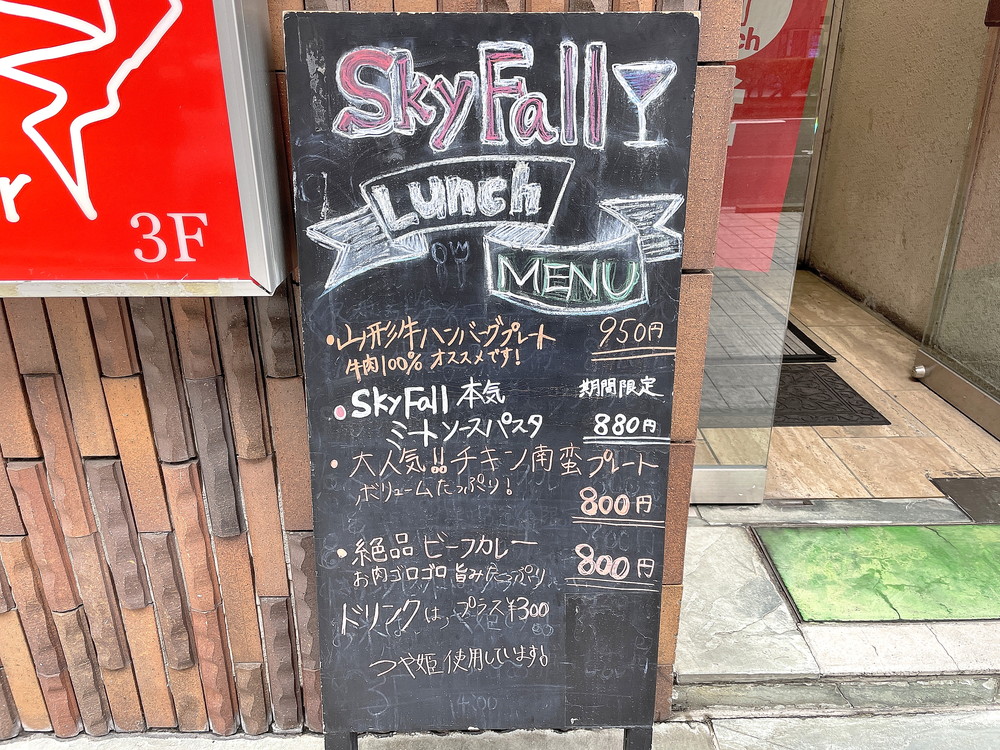 SkyFall
Lunch
MENU
・山形牛ハンバーグプレート 950円
牛肉100% オススメです!
・SkyFall 本気 期間限定
ミートソースパスタ 880円
・大人気!! チキン南蛮プレート
ボリュームたっぷり! 800円
・絶品 ビーフカレー 800円
お肉ゴロゴロ 旨みたっぷり
ドリンクは、プラス¥300
つや姫使用しています!
14:00
r
3F
ch